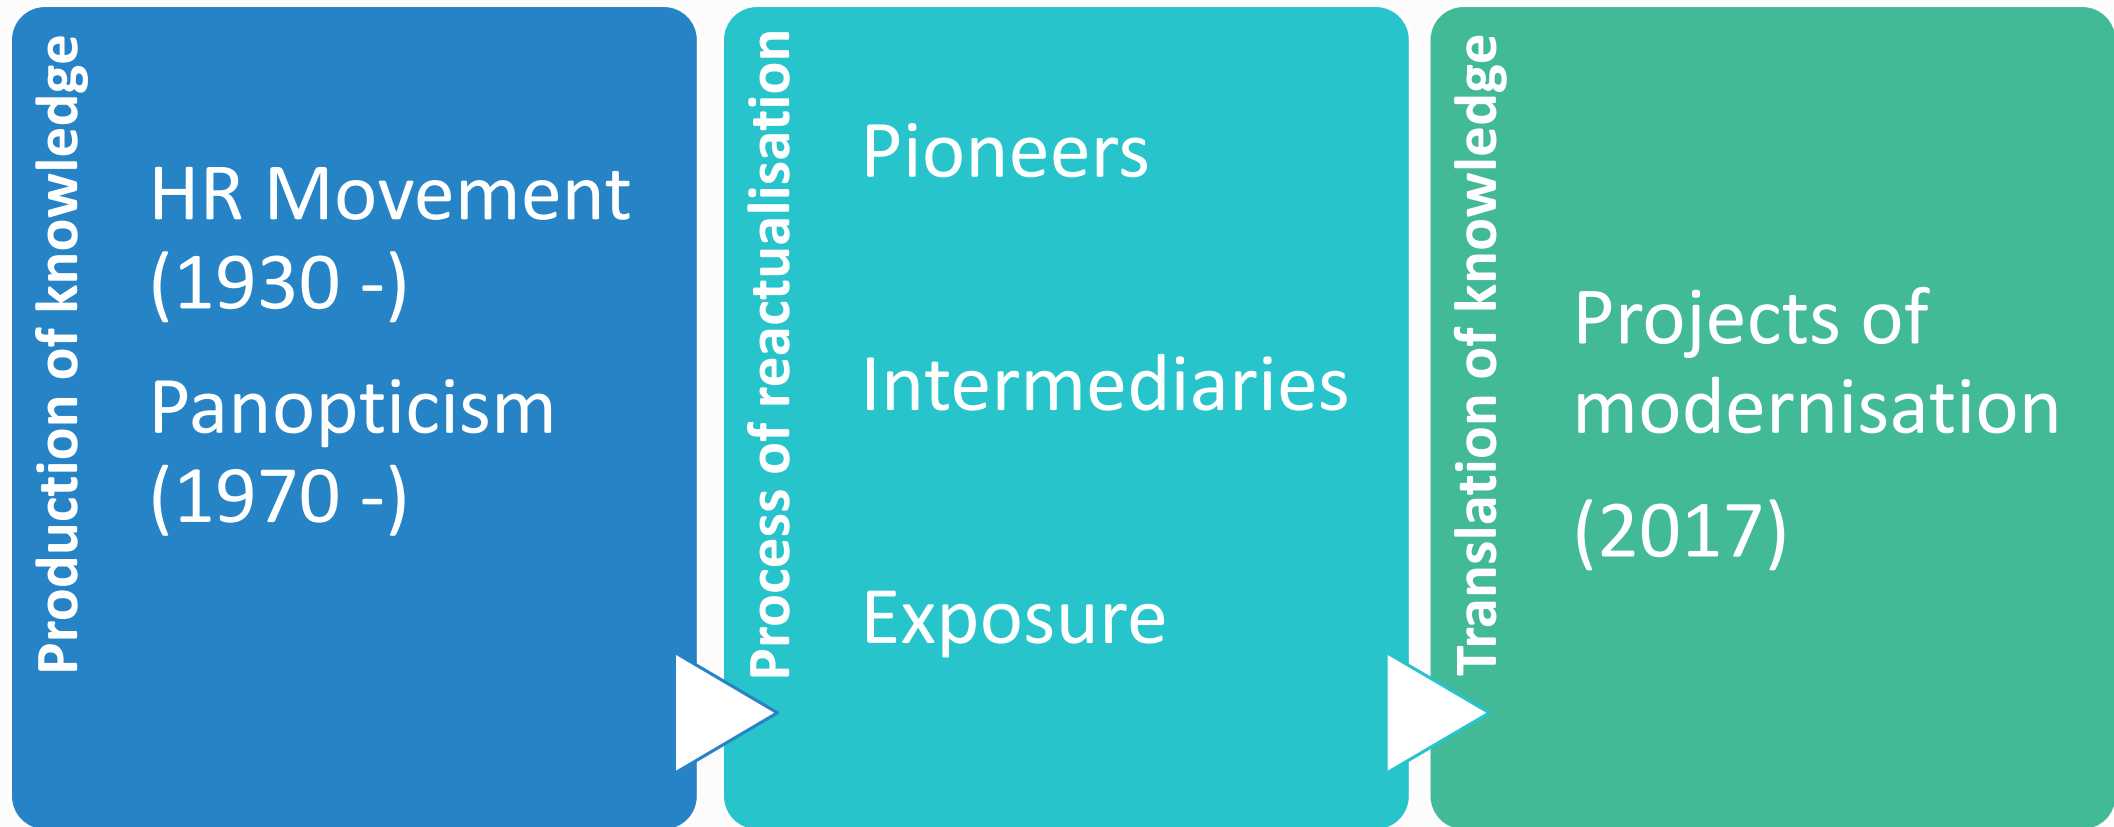 Production of knowledge
HR Movement
(1930 -)
Panopticism
(1970 -)
Process of reactualisation
Pioneers
Intermediaries
Exposure
Translation of knowledge
Projects of
modernisation
(2017)